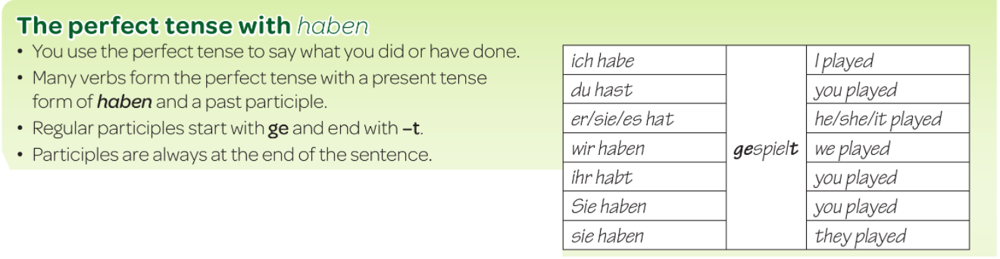 The perfect tense with haben
• You use the perfect tense to say what you did or have done.
• Many verbs form the perfect tense with a present tense
form of haben and a past participle.
• Regular participles start with ge and end with –t.
• Participles are always at the end of the sentence.
ich habe I played
du hast you played
er/sie/es hat he/she/it played
wir haben gespielt we played
ihr habt you played
Sie haben you played
sie haben they played